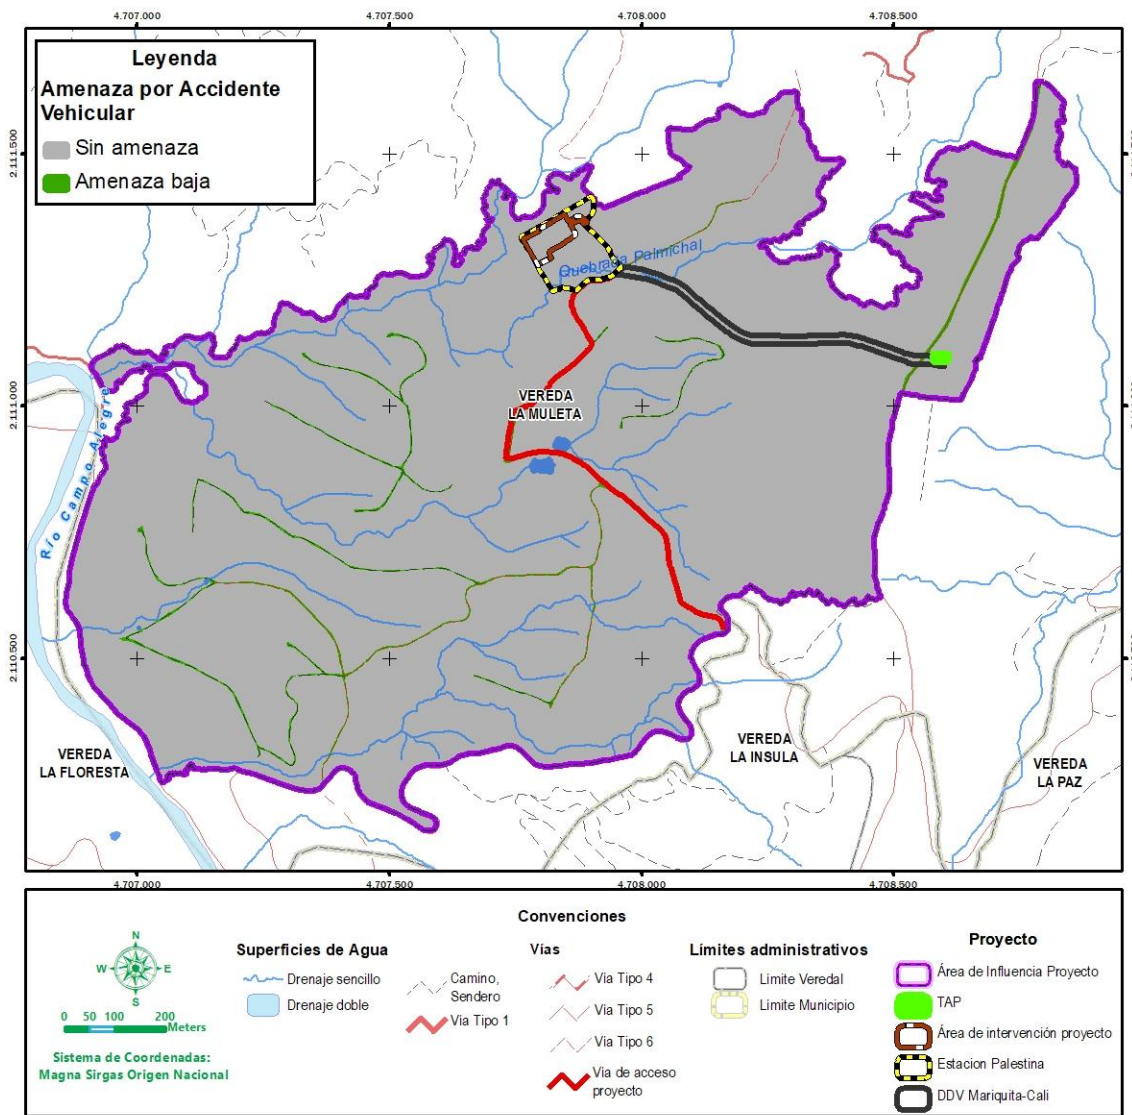 4.707.000 4.707.500 4.708.000 4.708.500
Leyenda
Amenaza por Accidente
Vehicular
Sin amenaza
Amenaza baja
2.111.500
Quebrada Palmichal
2.111.000
VEREDA
LA MULETA
Río Campo Alegre
2.110.500
VEREDA
LA FLORESTA
VEREDA
LA INSULA
VEREDA
LA PAZ
4.707.000 4.707.500 4.708.000 4.708.500
Convenciones
N
W E
S
0 50 100 200
Meters
Sistema de Coordenadas:
Magna Sirgas Origen Nacional
Superficies de Agua
Drenaje sencillo
Drenaje doble
Vías
Camino,
Sendero
Vía Tipo 1
Vía Tipo 4
Vía Tipo 5
Vía Tipo 6
Vía de acceso
proyecto
Límites administrativos
Limite Veredal
Limite Municipio
Proyecto
Área de Influencia Proyecto
TAP
Área de intervención proyecto
Estacion Palestina
DDV Mariquita-Cali